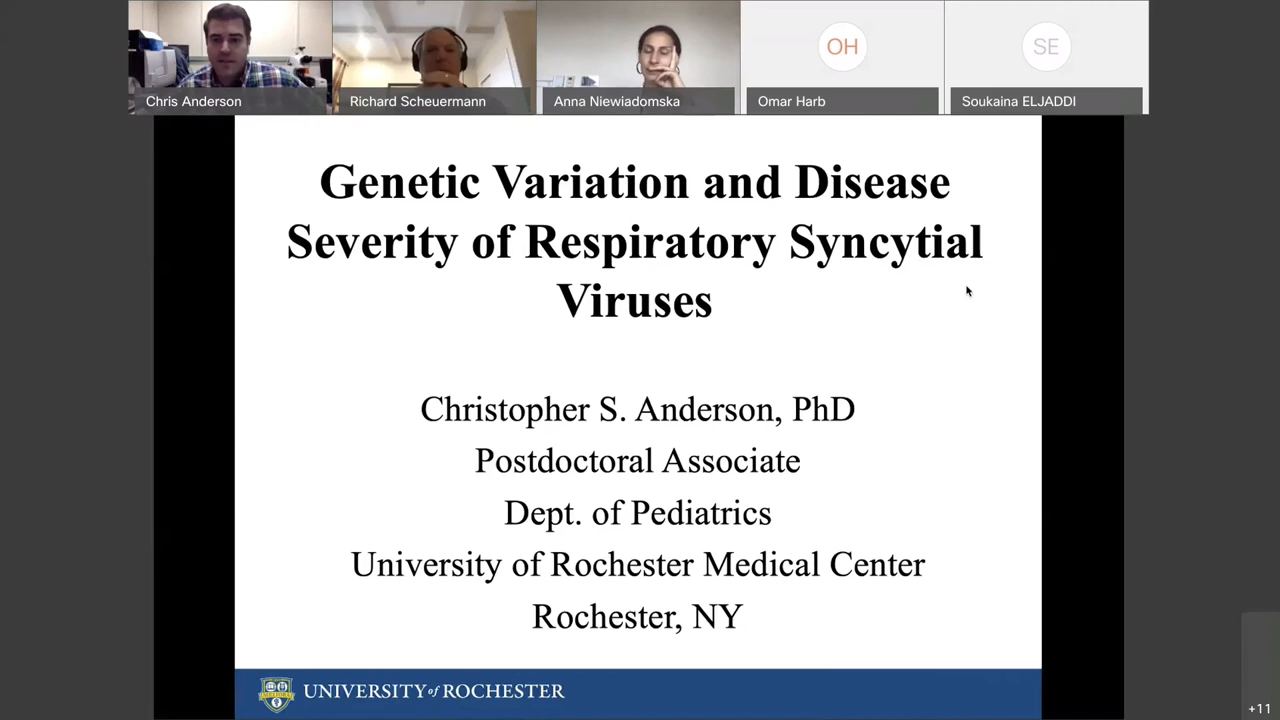 OH
SE
Chris Anderson
Richard Scheuermann
Anna Niewiadomska
Omar Harb
Soukaina ELJADDI
Genetic Variation and Disease
Severity of Respiratory Syncytial
Viruses
Christopher S. Anderson, PhD
Postdoctoral Associate
Dept. of Pediatrics
University of Rochester Medical Center
Rochester, NY
UNIVERSITY of ROCHESTER
+11